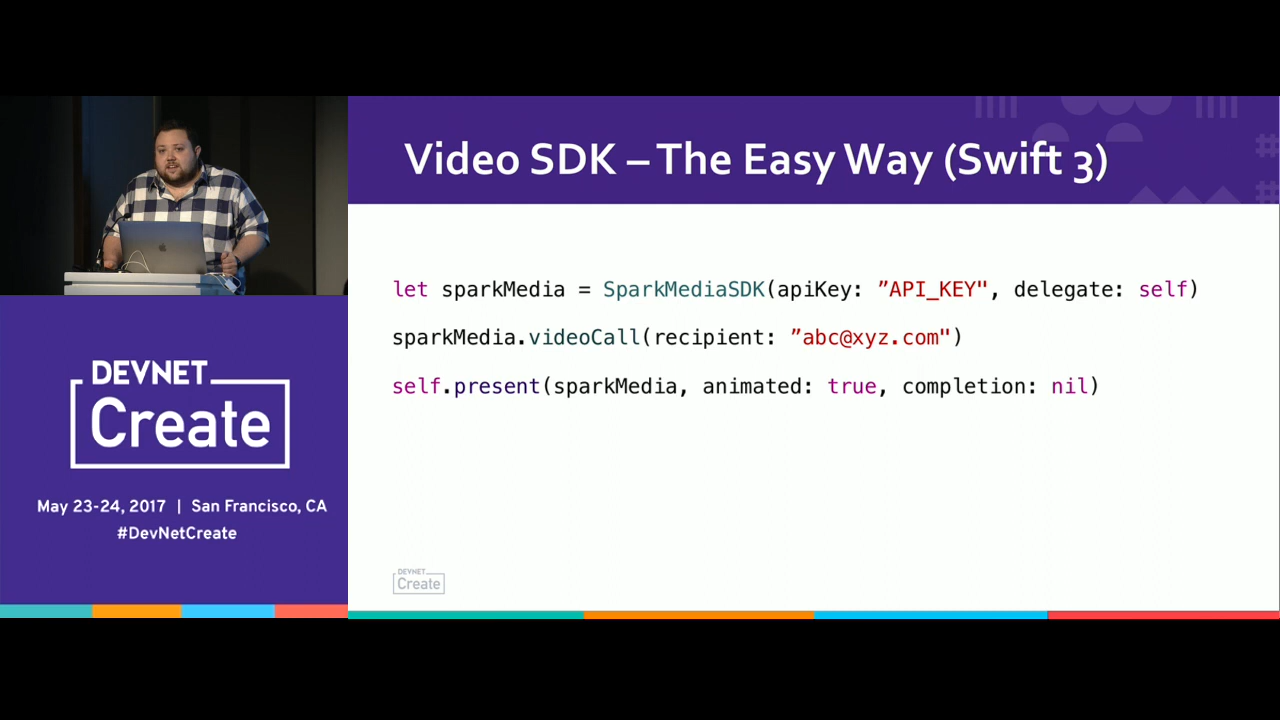 Video SDK – The Easy Way (Swift 3)
let sparkMedia = SparkMediaSDK(apiKey: ”API_KEY", delegate: self)
sparkMedia.videoCall(recipient: ”abc@xyz.com")
self.present(sparkMedia, animated: true, completion: nil)
DEVNET
Create
May 23-24, 2017 | San Francisco, CA
#DevNetCreate
DEVNET
Create